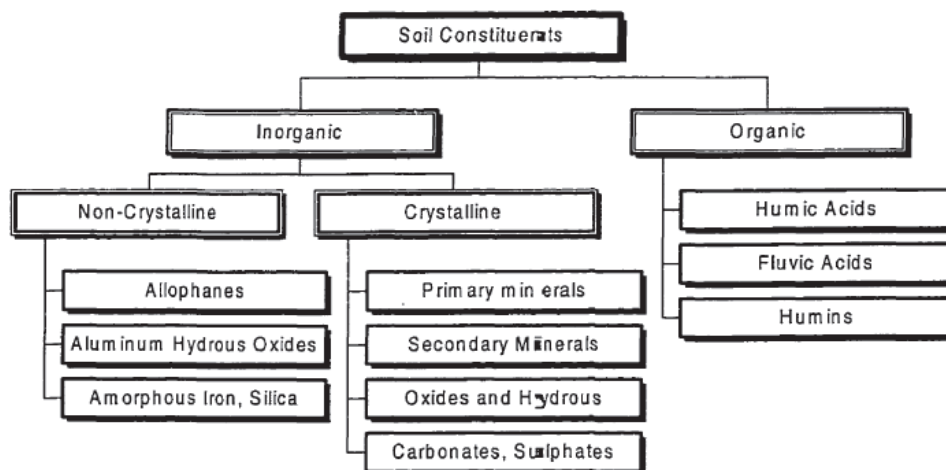 Soil Constituents
Inorganic
Organic
Non-Crystalline
Crystalline
Humic Acids
Fluvic Acids
Humins
Allophanes
Aluminum Hydrous Oxides
Amorphous Iron, Silica
Primary minerals
Secondary Minerals
Oxides and Hydrous
Carbonates, Sulphates